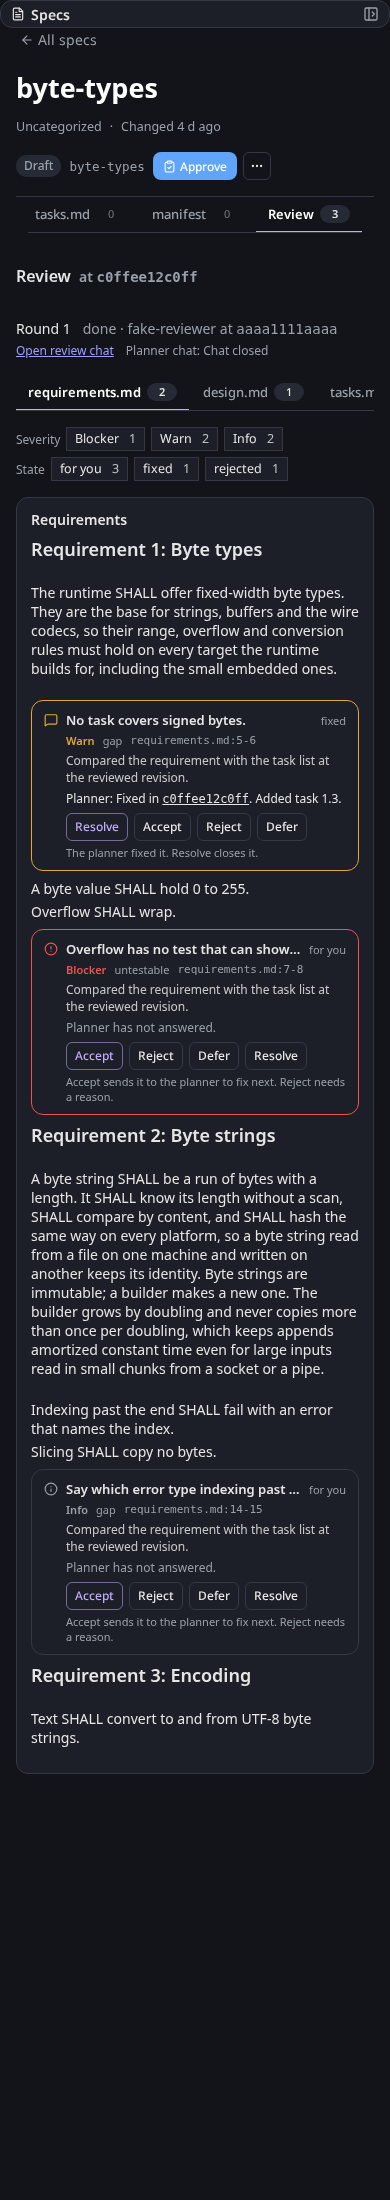 Specs
All specs
byte-types
Uncategorized · Changed 4 d ago
Draft byte-types Approve
tasks.md 0 manifest 0 Review 3
Review at c0ffee12c0ff
Round 1 done · fake-reviewer at aaaa1111aaaa
Open review chat Planner chat: Chat closed
requirements.md 2 design.md 1 tasks.m
Severity Blocker 1 Warn 2 Info 2
State for you 3 fixed 1 rejected 1
Requirements
Requirement 1: Byte types
The runtime SHALL offer fixed-width byte types.
They are the base for strings, buffers and the wire
codecs, so their range, overflow and conversion
rules must hold on every target the runtime
builds for, including the small embedded ones.
No task covers signed bytes. fixed
Warn gap requirements.md:5-6
Compared the requirement with the task list at
the reviewed revision.
Planner: Fixed in c0ffee12c0ff. Added task 1.3.
Resolve Accept Reject Defer
The planner fixed it. Resolve closes it.
A byte value SHALL hold 0 to 255.
Overflow SHALL wrap.
Overflow has no test that can show... for you
Blocker untestable requirements.md:7-8
Compared the requirement with the task list at
the reviewed revision.
Planner has not answered.
Accept Reject Defer Resolve
Accept sends it to the planner to fix next. Reject needs
a reason.
Requirement 2: Byte strings
A byte string SHALL be a run of bytes with a
length. It SHALL know its length without a scan,
SHALL compare by content, and SHALL hash the
same way on every platform, so a byte string read
from a file on one machine and written on
another keeps its identity. Byte strings are
immutable; a builder makes a new one. The
builder grows by doubling and never copies more
than once per doubling, which keeps appends
amortized constant time even for large inputs
read in small chunks from a socket or a pipe.
Indexing past the end SHALL fail with an error
that names the index.
Slicing SHALL copy no bytes.
Say which error type indexing past ... for you
Info gap requirements.md:14-15
Compared the requirement with the task list at
the reviewed revision.
Planner has not answered.
Accept Reject Defer Resolve
Accept sends it to the planner to fix next. Reject needs
a reason.
Requirement 3: Encoding
Text SHALL convert to and from UTF-8 byte
strings.